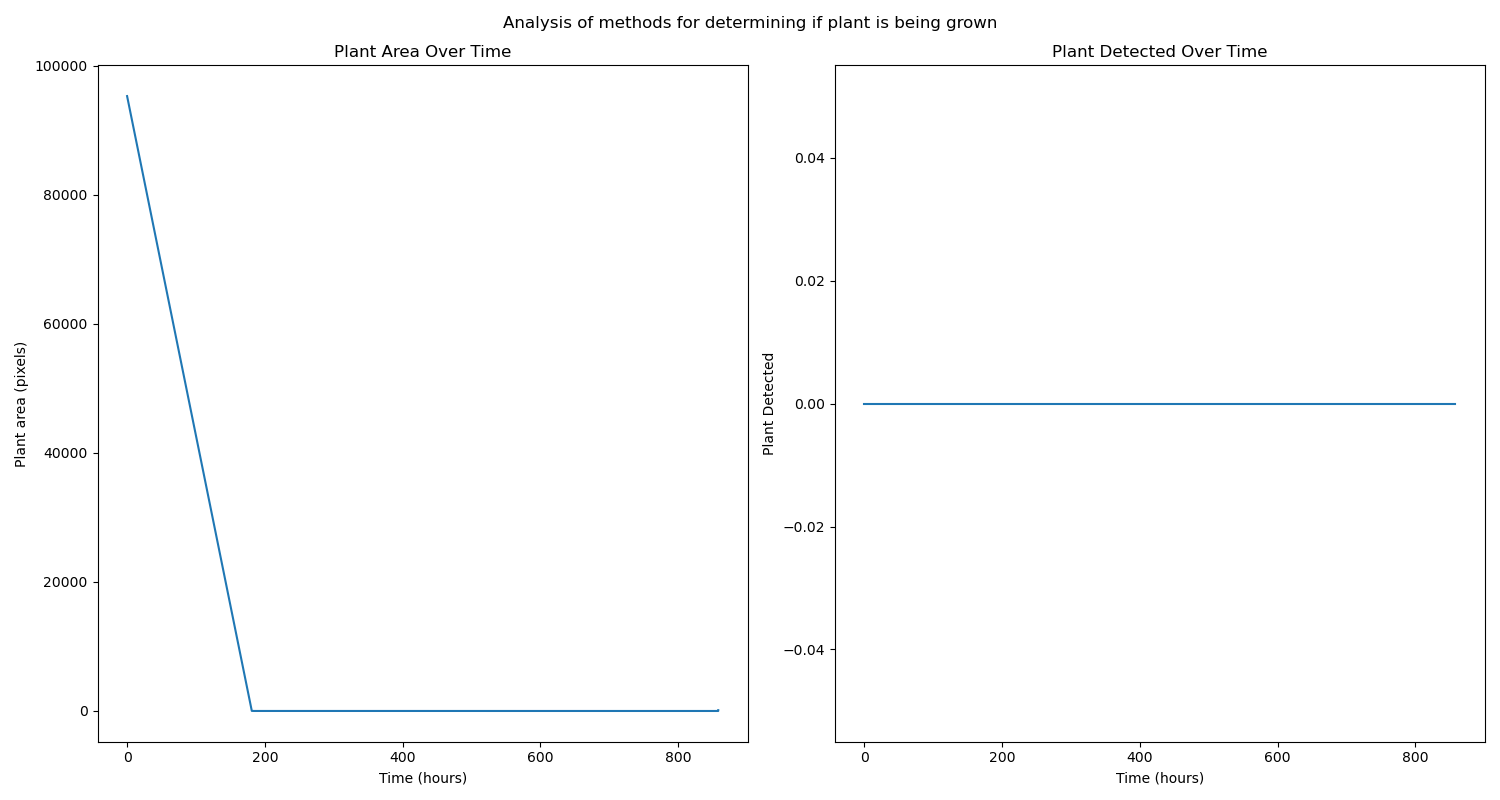 Analysis of methods for determining if plant is being grown
Plant Area Over Time
100000
80000
60000
40000
20000
0
Plant area (pixels)
0 200 400 600 800
Time (hours)
Plant Detected Over Time
0.04
0.02
0.00
−0.02
−0.04
Plant Detected
0 200 400 600 800
Time (hours)